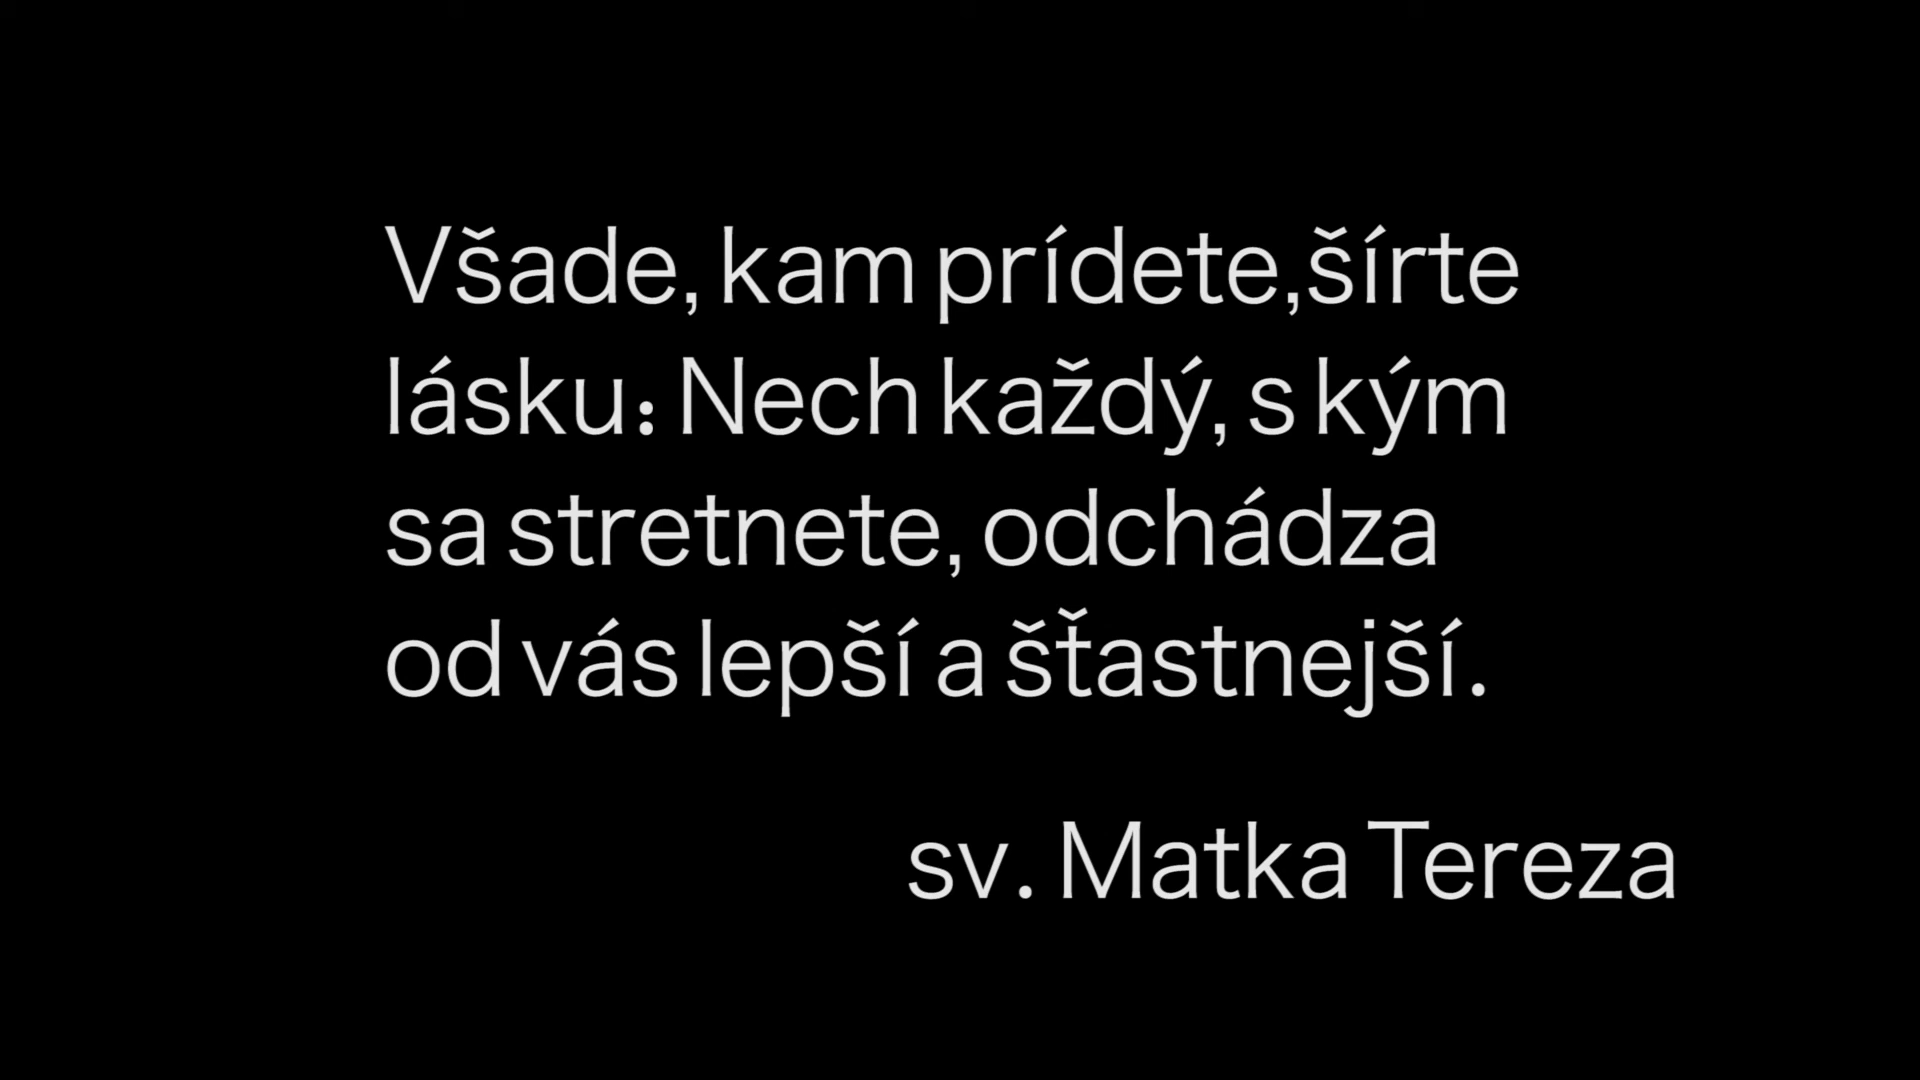 Všade, kam prídete,šírte
lásku: Nech každý, s kým
sa stretnete, odchádza
od vás lepší a šťastnejší.
sv. Matka Tereza